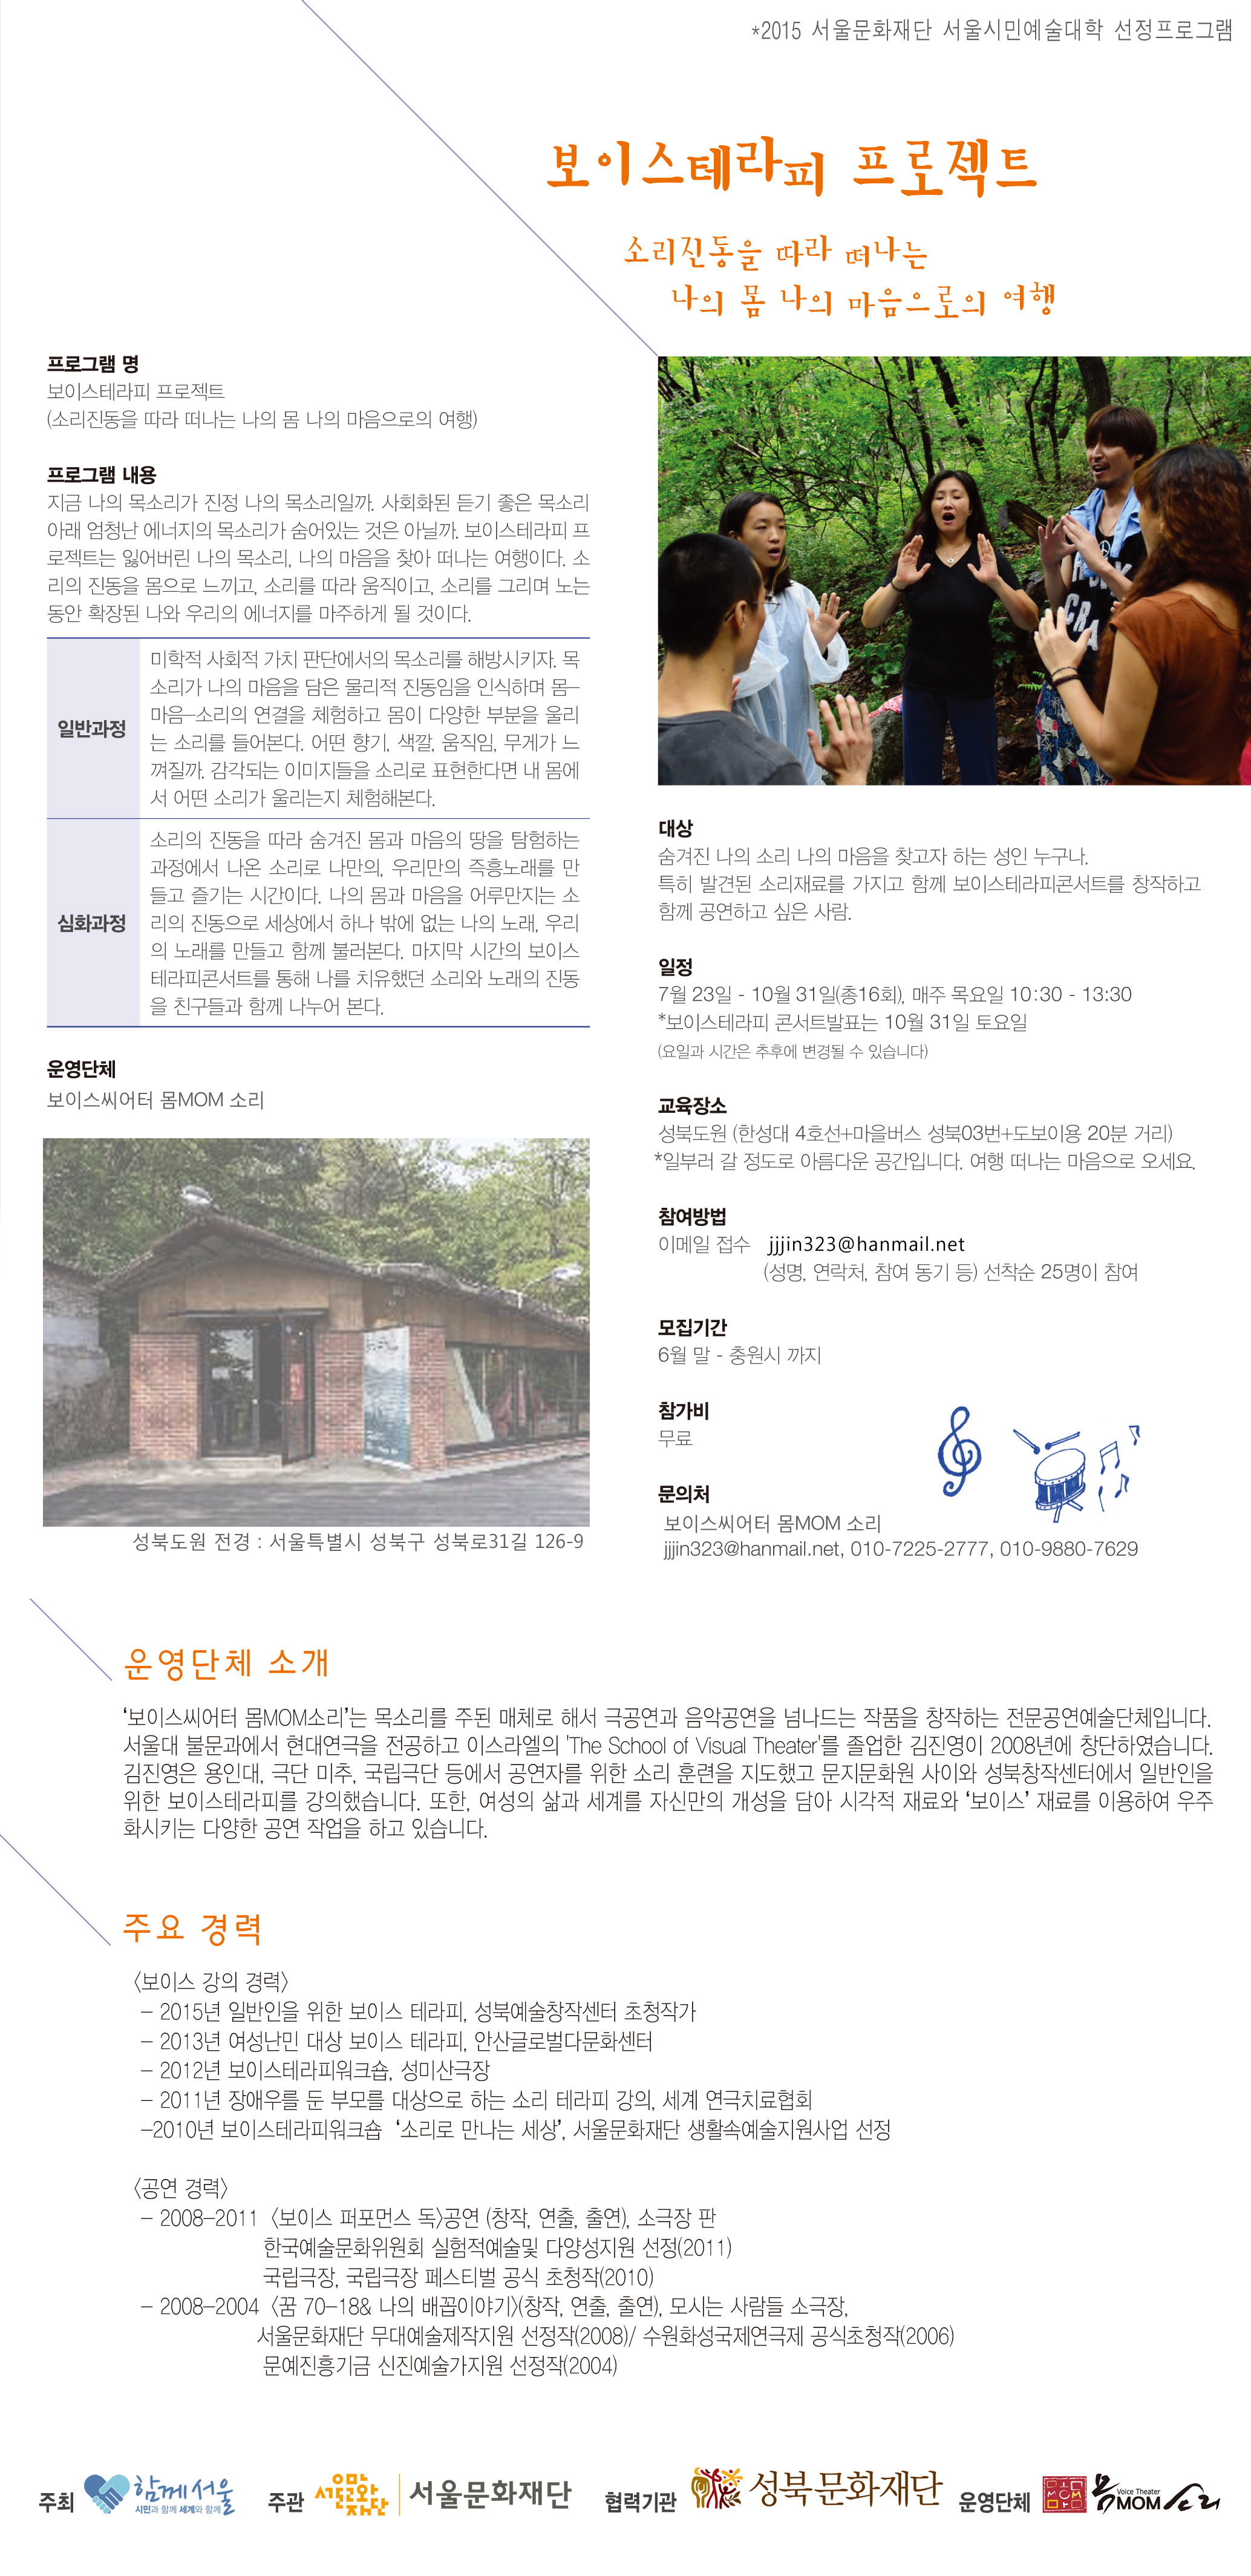 *2015 서울문화재단 서울시민예술대학 선정프로그램
보이스테라피 프로젝트
소리진동을 따라 떠나는
나의 몸 나의 마음으로의 여행
프로그램 명
보이스테라피 프로젝트
(소리진동을 따라 떠나는 나의 몸 나의 마음으로의 여행)
프로그램 내용
지금 나의 목소리가 진정 나의 목소리일까. 사회화된 듣기 좋은 목소리
아래 엄청난 에너지의 목소리가 숨어있는 것은 아닐까. 보이스테라피 프
로젝트는 잃어버린 나의 목소리, 나의 마음을 찾아 떠나는 여행이다. 소
리의 진동을 몸으로 느끼고, 소리를 따라 움직이고, 소리를 그리며 노는
동안 확장된 나와 우리의 에너지를 마주하게 될 것이다.
일반과정
미학적 사회적 가치 판단에서의 목소리를 해방시키자. 목
소리가 나의 마음을 담은 물리적 진동임을 인식하며 몸–
마음–소리의 연결을 체험하고 몸이 다양한 부분을 울리
는 소리를 들어본다. 어떤 향기, 색깔, 움직임, 무게가 느
껴질까. 감각되는 이미지들을 소리로 표현한다면 내 몸에
서 어떤 소리가 울리는지 체험해본다.
심화과정
소리의 진동을 따라 숨겨진 몸과 마음의 땅을 탐험하는
과정에서 나온 소리로 나만의, 우리만의 즉흥노래를 만
들고 즐기는 시간이다. 나의 몸과 마음을 어루만지는 소
리의 진동으로 세상에서 하나 밖에 없는 나의 노래, 우리
의 노래를 만들고 함께 불러본다. 마지막 시간의 보이스
테라피콘서트를 통해 나를 치유했던 소리와 노래의 진동
을 친구들과 함께 나누어 본다.
운영단체
보이스씨어터 몸MOM 소리
성북도원 전경 : 서울특별시 성북구 성북로31길 126-9
대상
숨겨진 나의 소리 나의 마음을 찾고자 하는 성인 누구나.
특히 발견된 소리재료를 가지고 함께 보이스테라피콘서트를 창작하고
함께 공연하고 싶은 사람.
일정
7월 23일 - 10월 31일(총16회), 매주 목요일 10:30 - 13:30
*보이스테라피 콘서트발표는 10월 31일 토요일
(요일과 시간은 추후에 변경될 수 있습니다)
교육장소
성북도원 (한성대 4호선+마을버스 성북03번+도보이용 20분 거리)
*일부러 갈 정도로 아름다운 공간입니다. 여행 떠나는 마음으로 오세요.
참여방법
이메일 접수 jjjin323@hanmail.net
(성명, 연락처, 참여 동기 등) 선착순 25명이 참여
모집기간
6월 말 - 충원시 까지
참가비
무료
문의처
보이스씨어터 몸MOM 소리
jjjin323@hanmail.net, 010-7225-2777, 010-9880-7629
운영단체 소개
‘보이스씨어터 몸MOM소리’는 목소리를 주된 매체로 해서 극공연과 음악공연을 넘나드는 작품을 창작하는 전문공연예술단체입니다.
서울대 불문과에서 현대연극을 전공하고 이스라엘의 'The School of Visual Theater'를 졸업한 김진영이 2008년에 창단하였습니다.
김진영은 용인대, 극단 미추, 국립극단 등에서 공연자를 위한 소리 훈련을 지도했고 문지문화원 사이와 성북창작센터에서 일반인을
위한 보이스테라피를 강의했습니다. 또한, 여성의 삶과 세계를 자신만의 개성을 담아 시각적 재료와 ‘보이스’ 재료를 이용하여 우주
화시키는 다양한 공연 작업을 하고 있습니다.
주요 경력
〈보이스 강의 경력〉
– 2015년 일반인을 위한 보이스 테라피, 성북예술창작센터 초청작가
– 2013년 여성난민 대상 보이스 테라피, 안산글로벌다문화센터
– 2012년 보이스테라피워크숍, 성미산극장
– 2011년 장애우를 둔 부모를 대상으로 하는 소리 테라피 강의, 세계 연극치료협회
–2010년 보이스테라피워크숍 ‘소리로 만나는 세상’, 서울문화재단 생활속예술지원사업 선정
〈공연 경력〉
– 2008–2011 〈보이스 퍼포먼스 독〉공연 (창작, 연출, 출연), 소극장 판
한국예술문화위원회 실험적예술및 다양성지원 선정(2011)
국립극장, 국립극장 페스티벌 공식 초청작(2010)
– 2008–2004 〈꿈 70–18& 나의 배꼽이야기〉(창작, 연출, 출연), 모시는 사람들 소극장,
서울문화재단 무대예술제작지원 선정작(2008)/ 수원화성국제연극제 공식초청작(2006)
문예진흥기금 신진예술가지원 선정작(2004)
주최 함께서울 시민과 함께 세계와 함께 주관 서울문화재단 서울문화재단 협력기관 성북문화재단 운영단체 몸MOM소리 Voice Theater